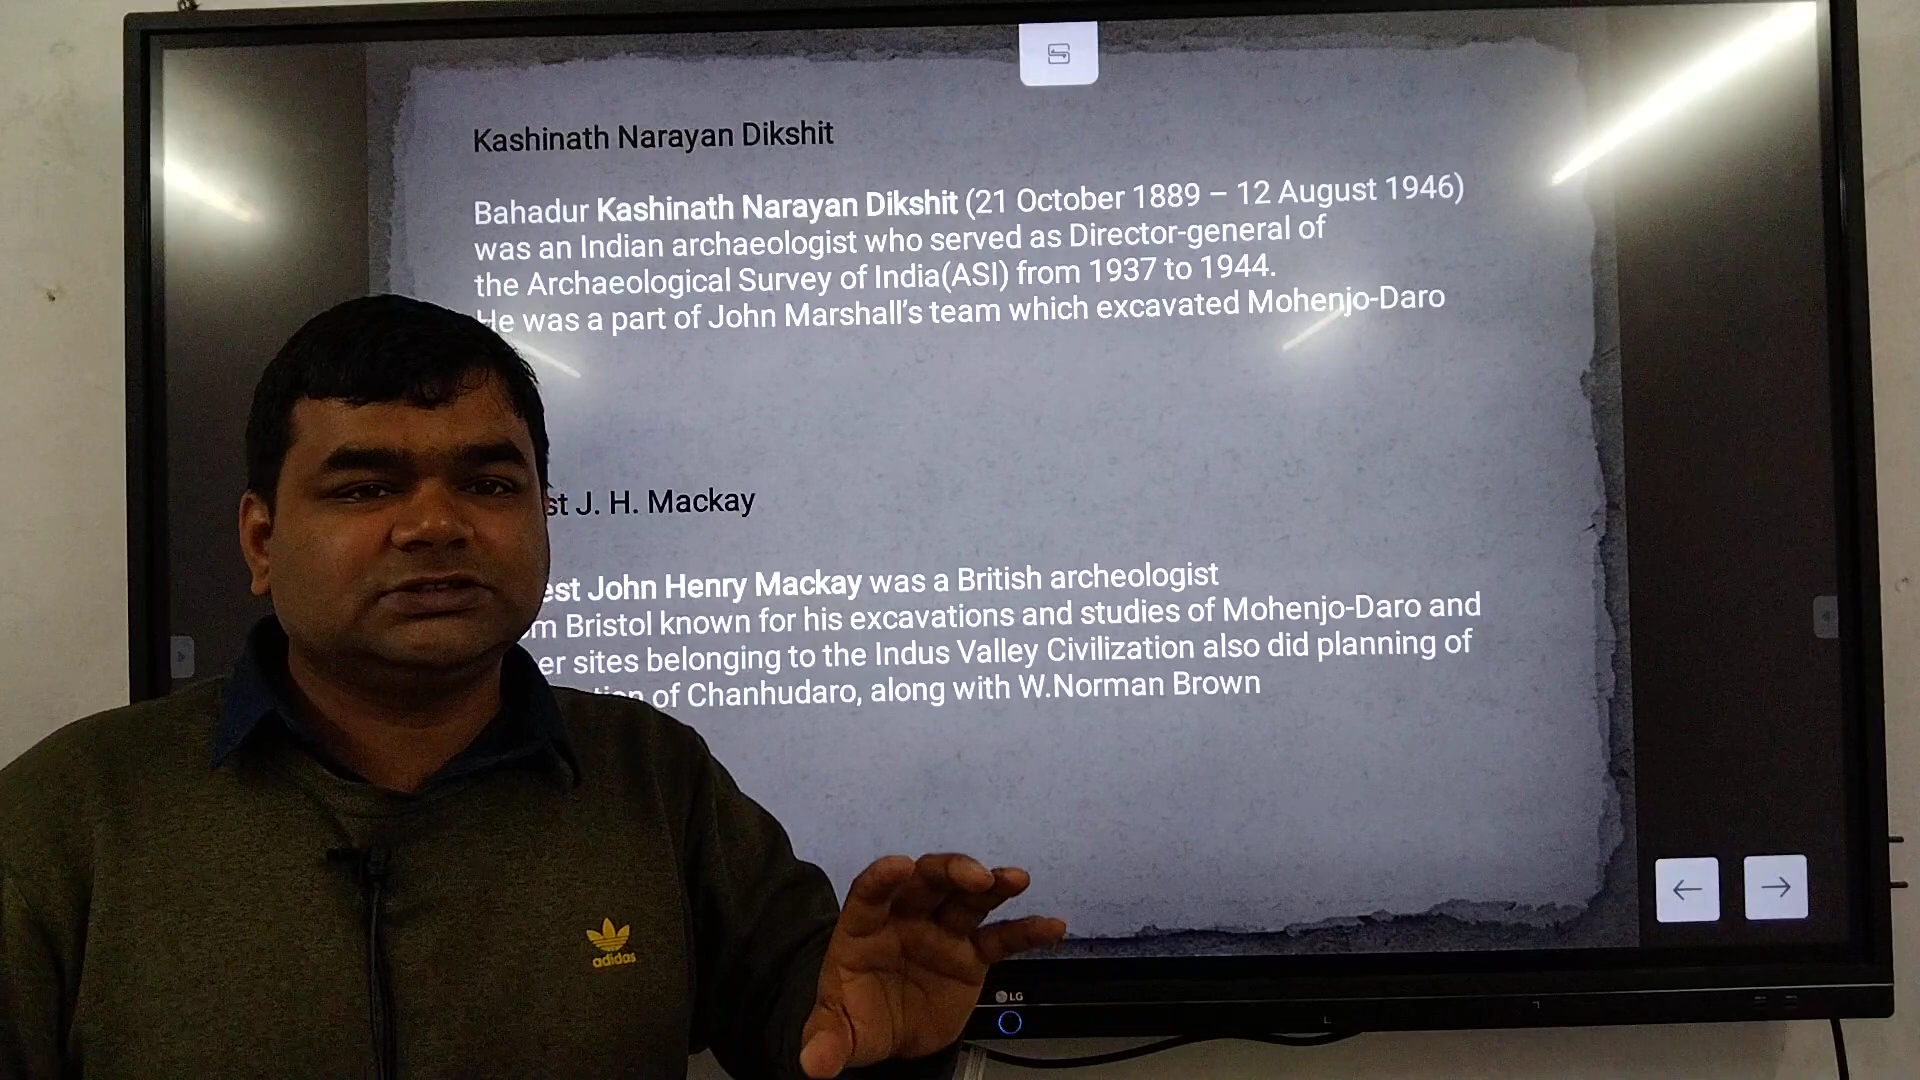 Kashinath Narayan Dikshit
Bahadur Kashinath Narayan Dikshit (21 October 1889 – 12 August 1946)
was an Indian archaeologist who served as Director-general of
the Archaeological Survey of India(ASI) from 1937 to 1944.
He was a part of John Marshall's team which excavated Mohenjo-Daro
st J. H. Mackay
est John Henry Mackay was a British archeologist
m Bristol known for his excavations and studies of Mohenjo-Daro and
er sites belonging to the Indus Valley Civilization also did planning of
of Chanhudaro, along with W.Norman Brown
adidas
LG